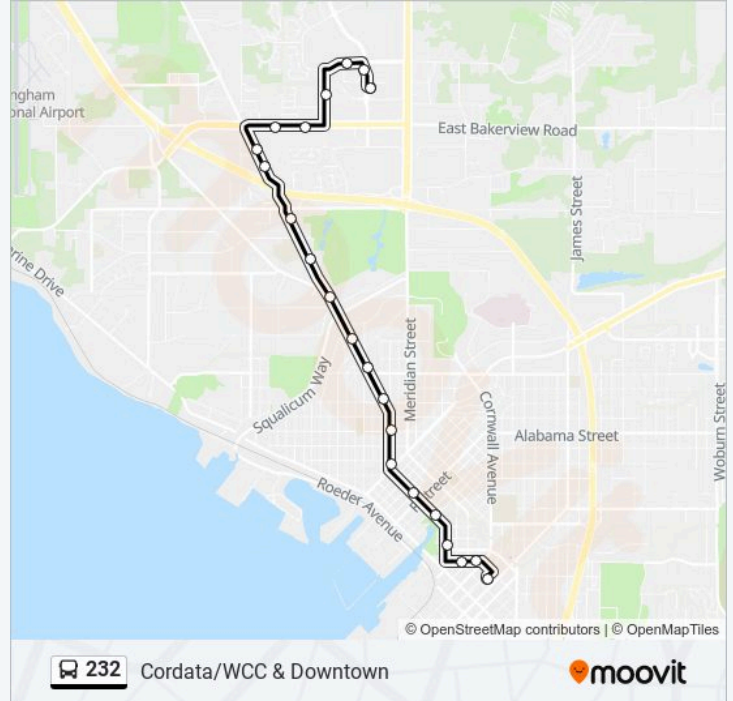 ngham
onal Airport
East Bakerview Road
James Street
rine Drive
Meridian Street
Squalicum Way
Cornwall Avenue
Woburn Street
Alabama Street
treet
Roeder Avenue
© OpenStreetMap contributors | © OpenMapTiles
232 Cordata/WCC & Downtown
moovit